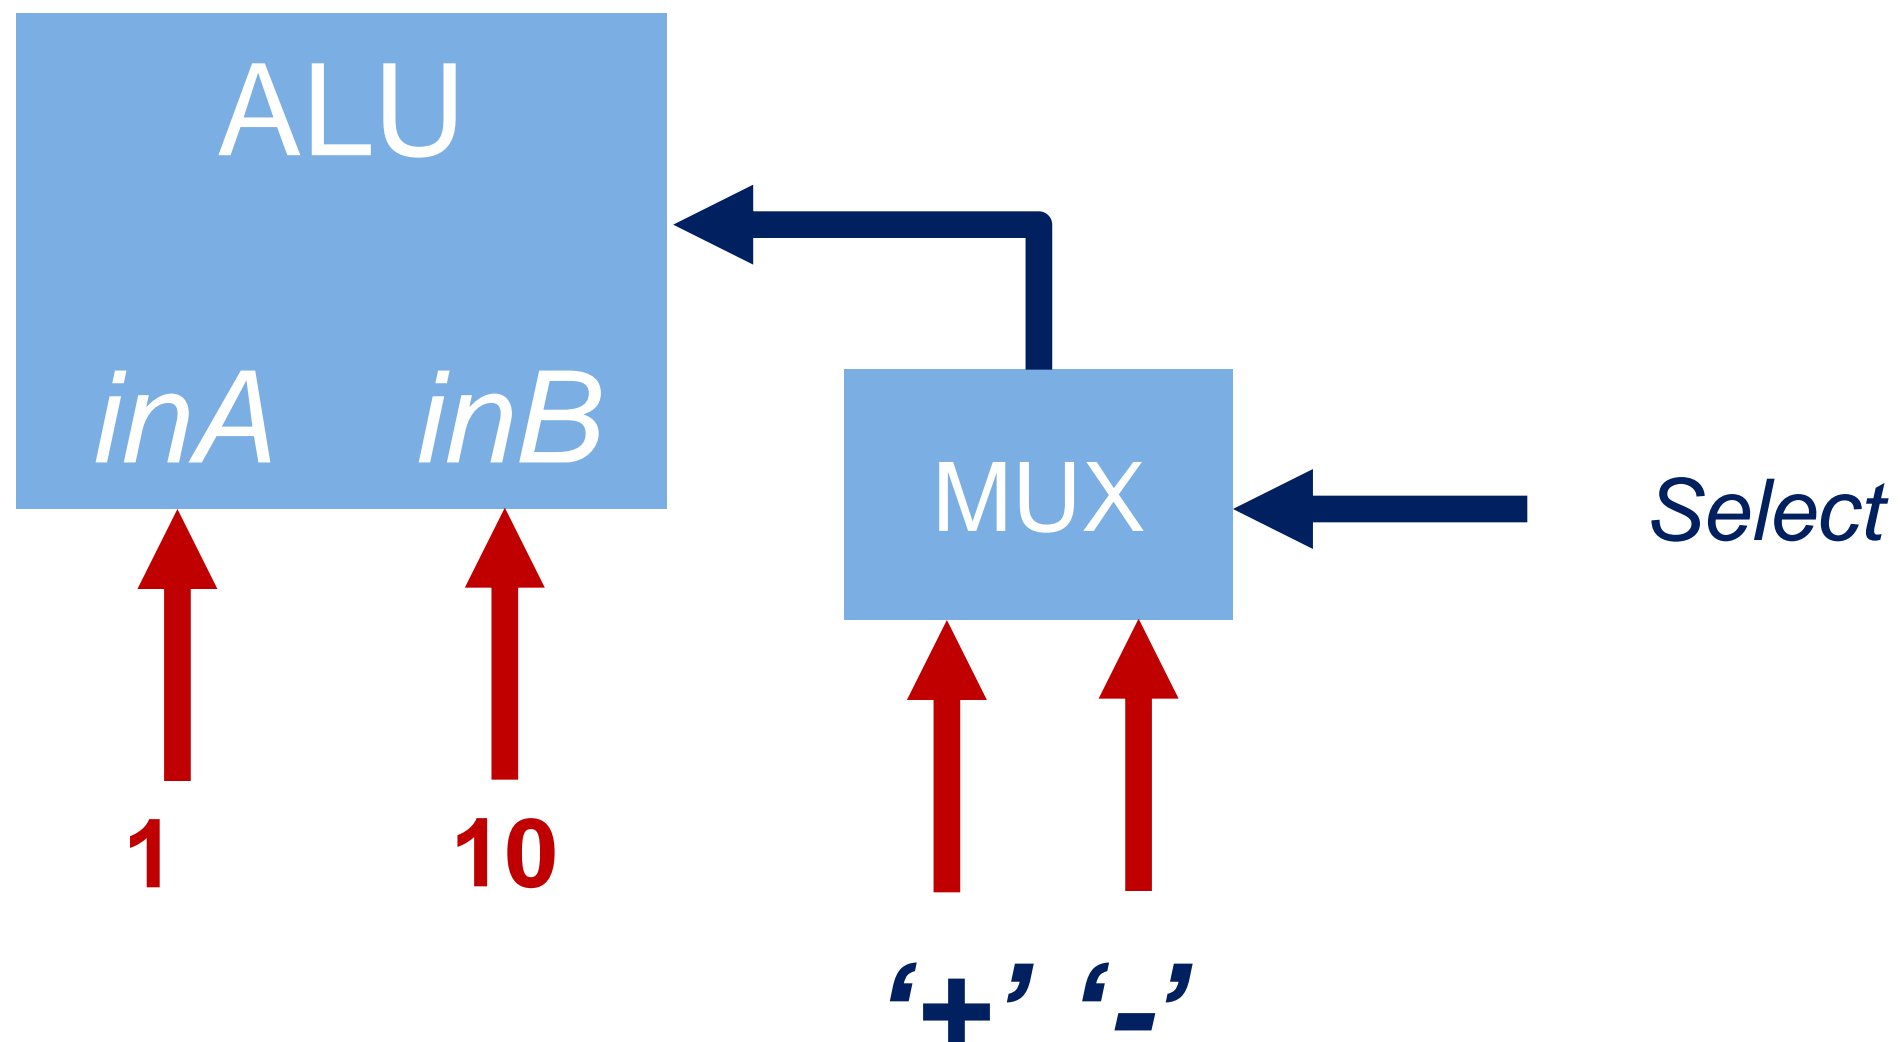 ALU
inA inB
MUX
Select
1 10
‘+’ ‘-’